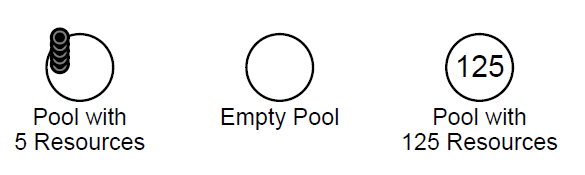 125
Pool with
5 Resources
Empty Pool
Pool with
125 Resources